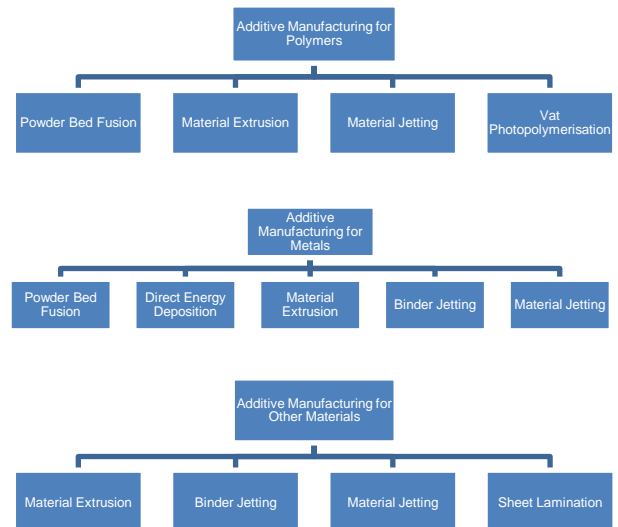 Additive Manufacturing for
Polymers
Powder Bed Fusion
Material Extrusion
Material Jetting
Vat
Photopolymerisation
Additive
Manufacturing for
Metals
Powder Bed
Fusion
Direct Energy
Deposition
Material
Extrusion
Binder Jetting
Material Jetting
Additive Manufacturing for
Other Materials
Material Extrusion
Binder Jetting
Material Jetting
Sheet Lamination